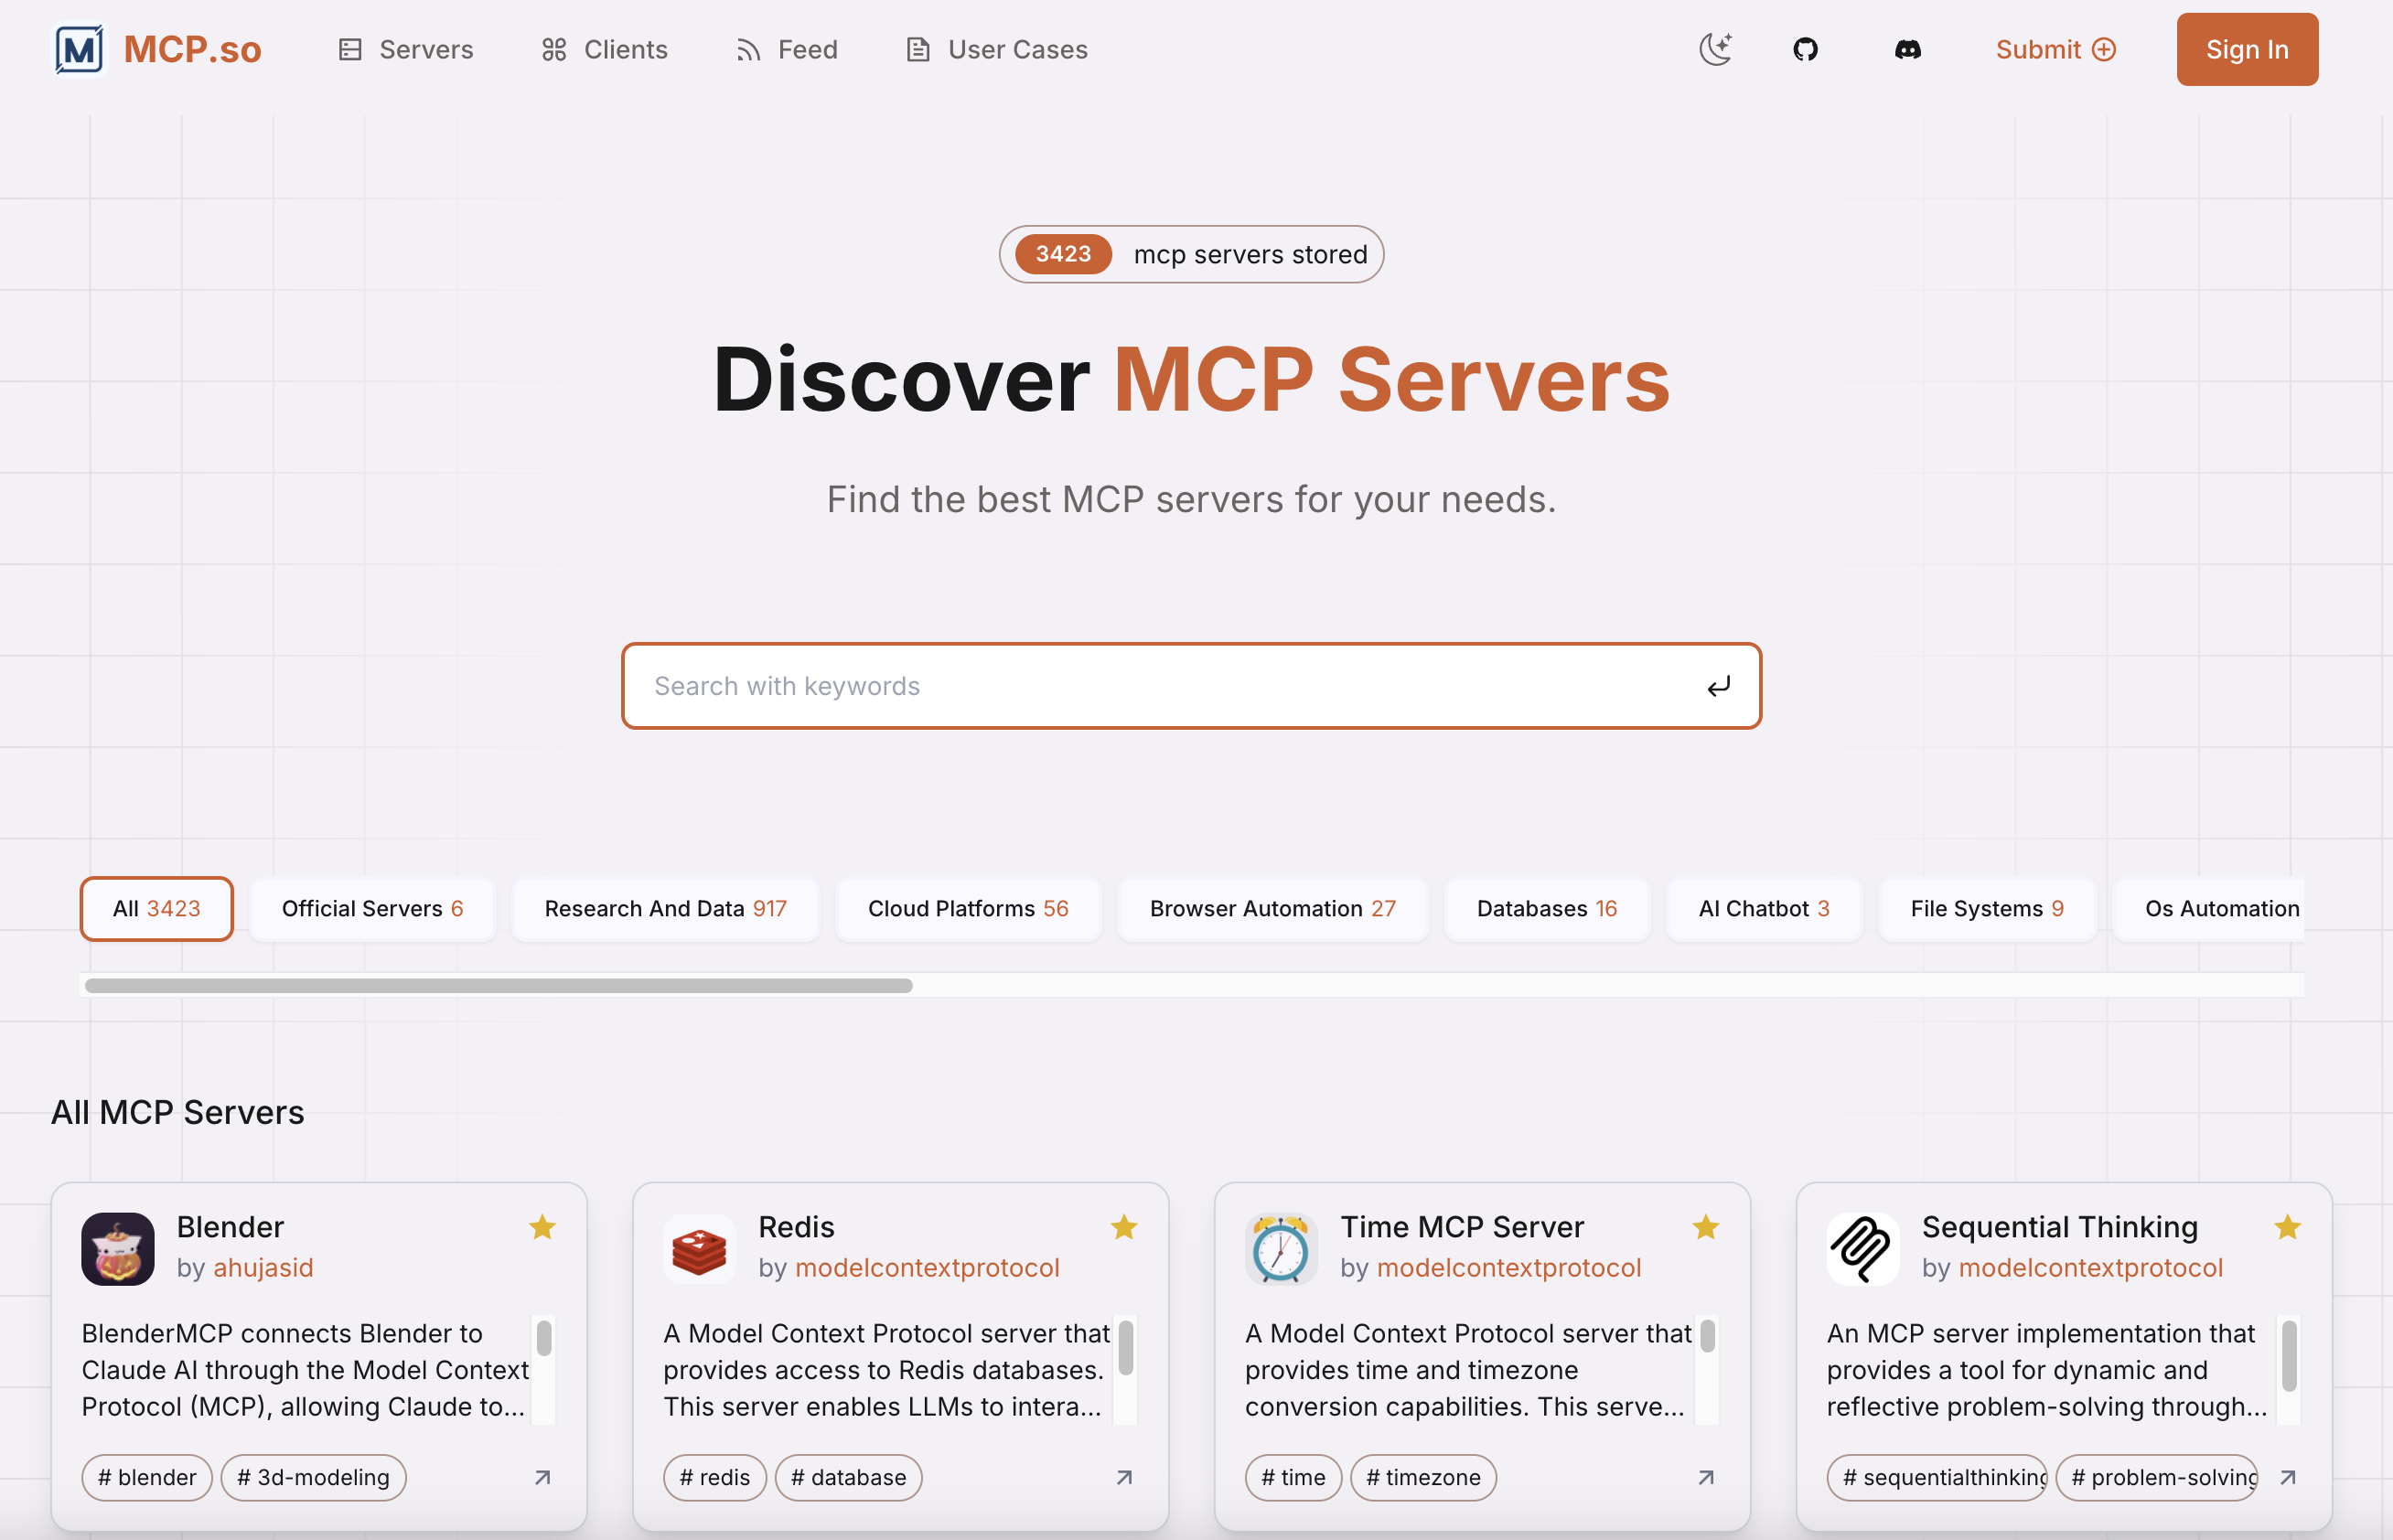 M MCP.so Servers Clients Feed User Cases Submit Sign In
3423 mcp servers stored
Discover MCP Servers
Find the best MCP servers for your needs.
Search with keywords
All 3423 Official Servers 6 Research And Data 917 Cloud Platforms 56 Browser Automation 27 Databases 16 AI Chatbot 3 File Systems 9 Os Automation
All MCP Servers
Blender
by ahujasid
BlenderMCP connects Blender to
Claude AI through the Model Context
Protocol (MCP), allowing Claude to...
# blender # 3d-modeling
Redis
by modelcontextprotocol
A Model Context Protocol server that
provides access to Redis databases.
This server enables LLMs to intera...
# redis # database
Time MCP Server
by modelcontextprotocol
A Model Context Protocol server that
provides time and timezone
conversion capabilities. This serve...
# time # timezone
Sequential Thinking
by modelcontextprotocol
An MCP server implementation that
provides a tool for dynamic and
reflective problem-solving through...
# sequentialthinking # problem-solving